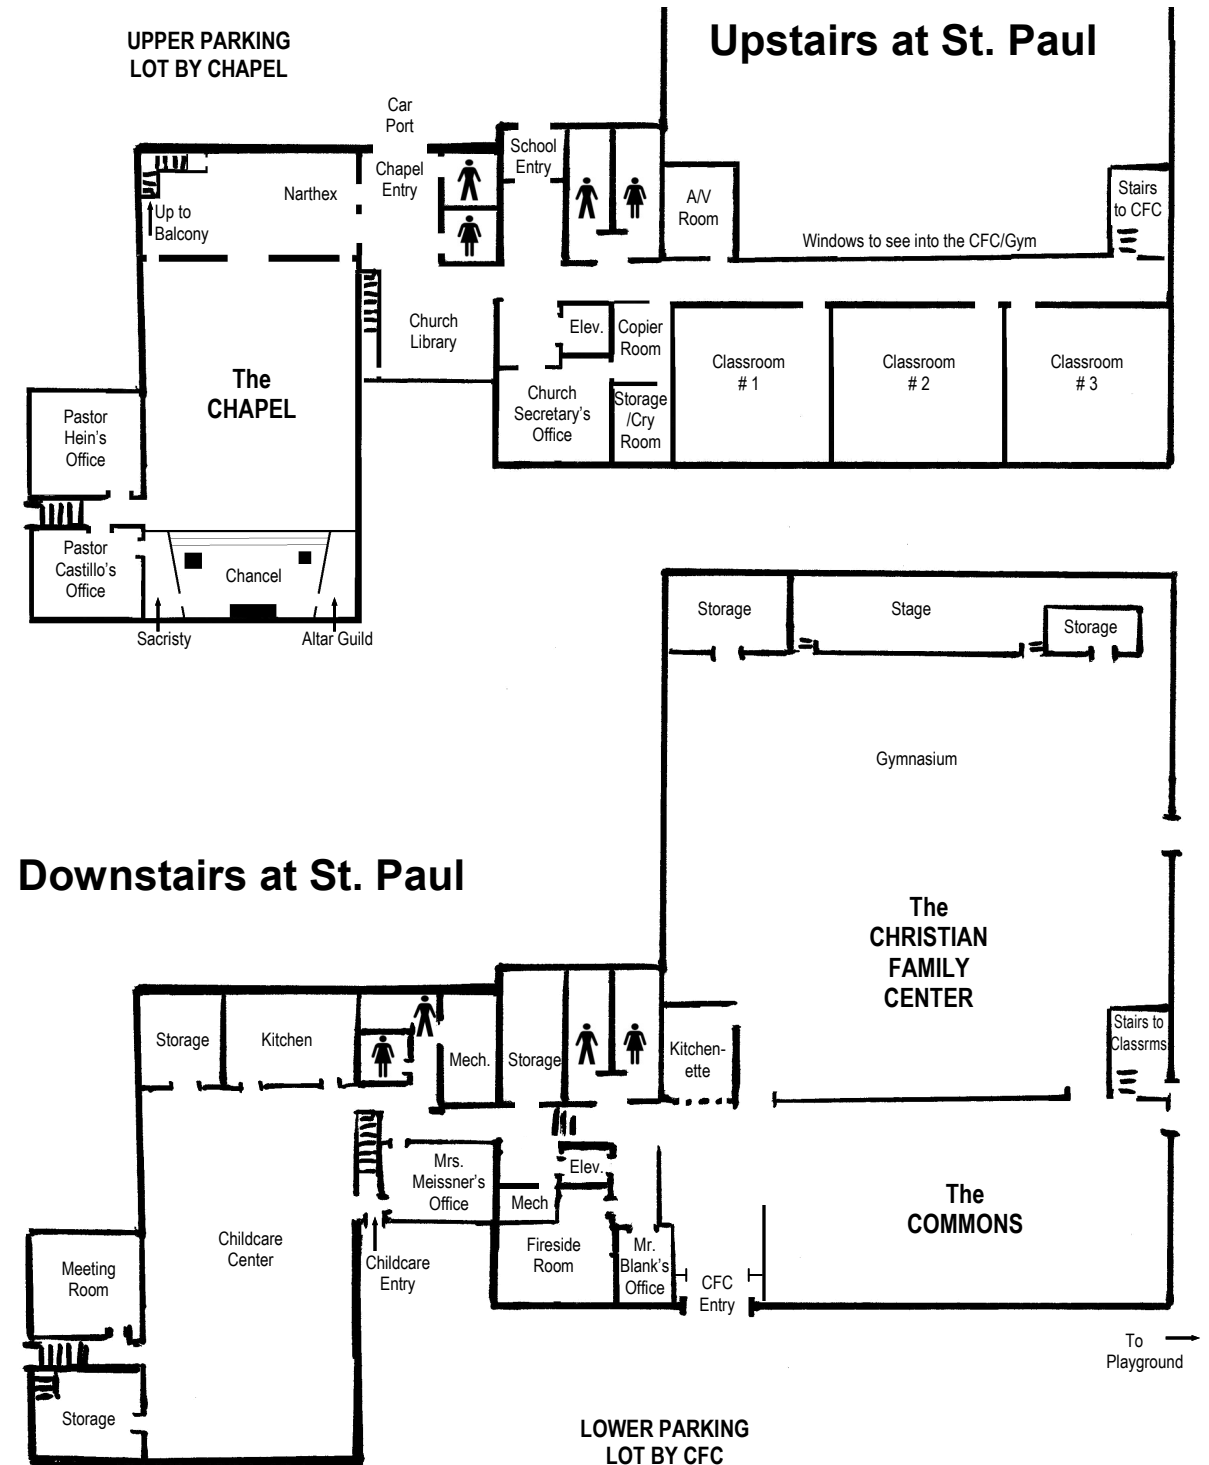 UPPER PARKING
LOT BY CHAPEL
Upstairs at St. Paul
Car
Port
School
Entry
Chapel
Entry
Narthex
Up to
Balcony
A/V
Room
Stairs
to CFC
Windows to see into the CFC/Gym
Church
Library
Elev.
Copier
Room
Classroom
# 1
Classroom
# 2
Classroom
# 3
The
CHAPEL
Church
Secretary's
Office
Storage
/Cry
Room
Pastor
Hein's
Office
Pastor
Castillo's
Office
Chancel
Sacristy
Altar Guild
Storage
Stage
Storage
Gymnasium
Downstairs at St. Paul
The
CHRISTIAN
FAMILY
CENTER
Storage
Kitchen
Mech.
Storage
Kitchen-
ette
Stairs to
Classrms
Mrs.
Meissner's
Office
Elev.
Mech
The
COMMONS
Childcare
Center
Childcare
Entry
Fireside
Room
Mr.
Blank's
Office
CFC
Entry
Meeting
Room
To
Playground
Storage
LOWER PARKING
LOT BY CFC